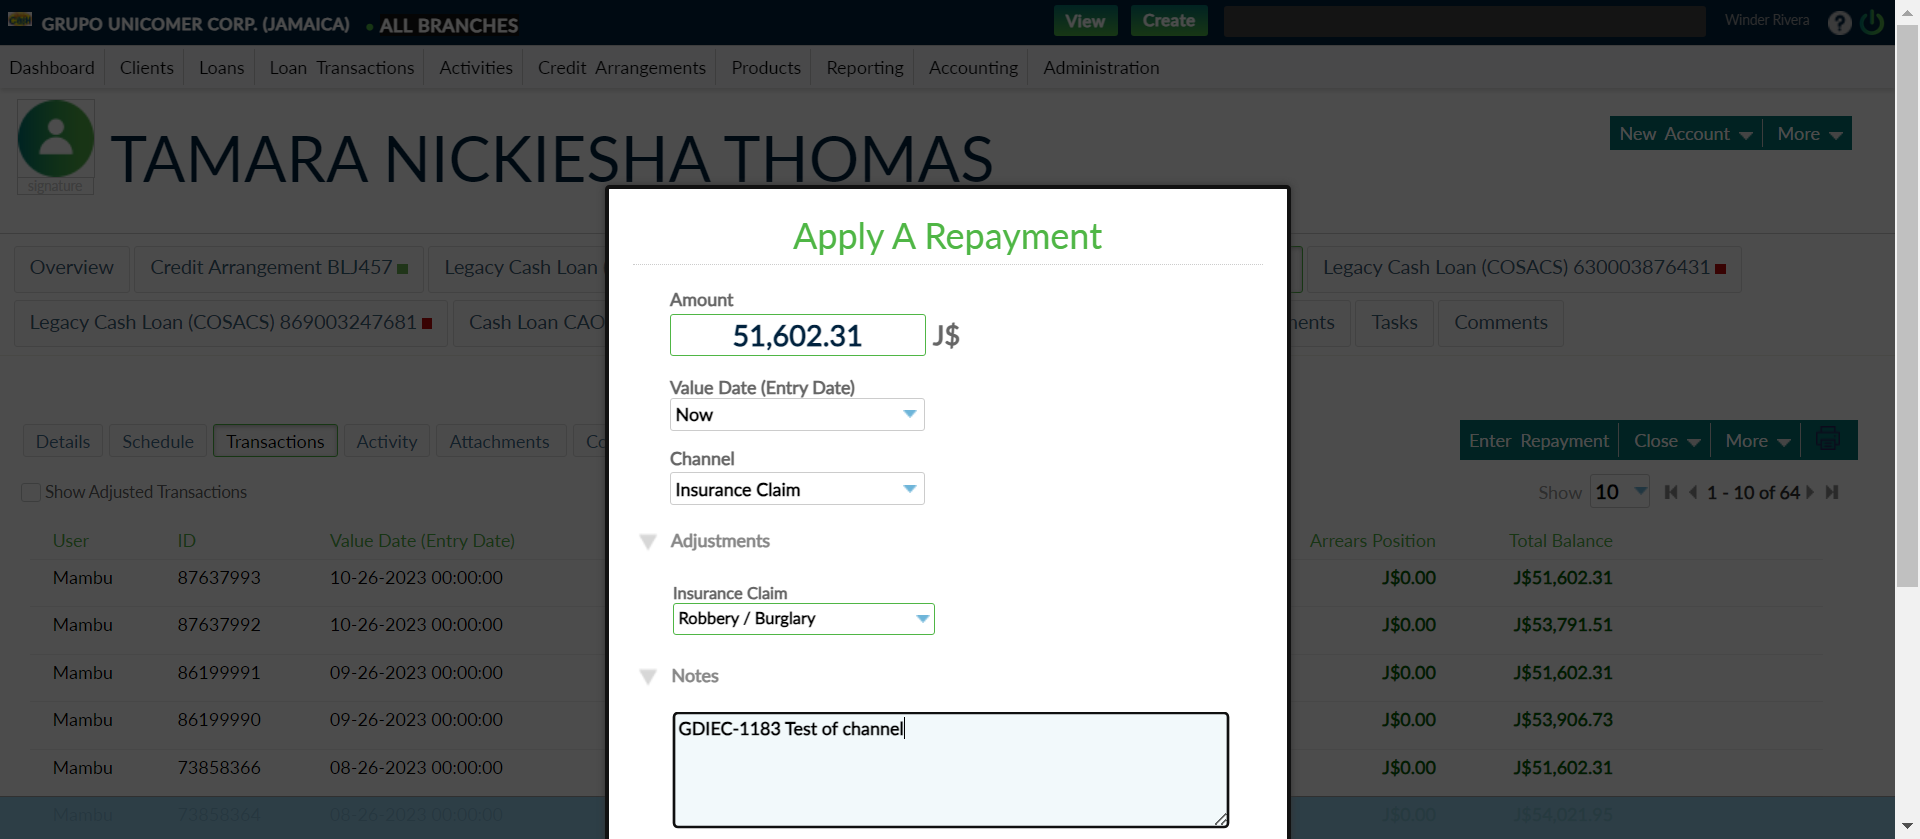 GRUPO UNICOMER CORP. (JAMAICA) • ALL BRANCHES View Create Winder Rivera ?
Dashboard Clients Loans Loan Transactions Activities Credit Arrangements Products Reporting Accounting Administration
signature
TAMARA NICKIESHA THOMAS
New Account More
Apply A Repayment
Overview Credit Arrangement BLJ457 Legacy Cash Loan ( Legacy Cash Loan (COSACS) 630003876431
Legacy Cash Loan (COSACS) 869003247681 Cash Loan CAO nents Tasks Comments
Amount
51,602.31 J$
Value Date (Entry Date)
Now
Channel
Insurance Claim
Adjustments
Insurance Claim
Robbery / Burglary
Notes
GDIEC-1183 Test of channel
Details Schedule Transactions Activity Attachments Co
Enter Repayment Close More
Show Adjusted Transactions
Show 10 1 - 10 of 64
User ID Value Date (Entry Date) Arrears Position Total Balance
Mambu 87637993 10-26-2023 00:00:00 J$0.00 J$51,602.31
Mambu 87637992 10-26-2023 00:00:00 J$0.00 J$53,791.51
Mambu 86199991 09-26-2023 00:00:00 J$0.00 J$51,602.31
Mambu 86199990 09-26-2023 00:00:00 J$0.00 J$53,906.73
Mambu 73858366 08-26-2023 00:00:00 J$0.00 J$51,602.31
Mambu 73858364 08-26-2023 00:00:00 J$0.00 J$54,021.95